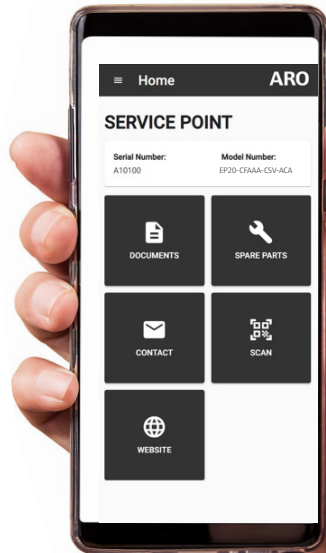 Home
ARO
SERVICE POINT
Serial Number: Model Number:
A10100 EP20-CFAAA-CSV-ACA
DOCUMENTS SPARE PARTS
CONTACT SCAN
WEBSITE